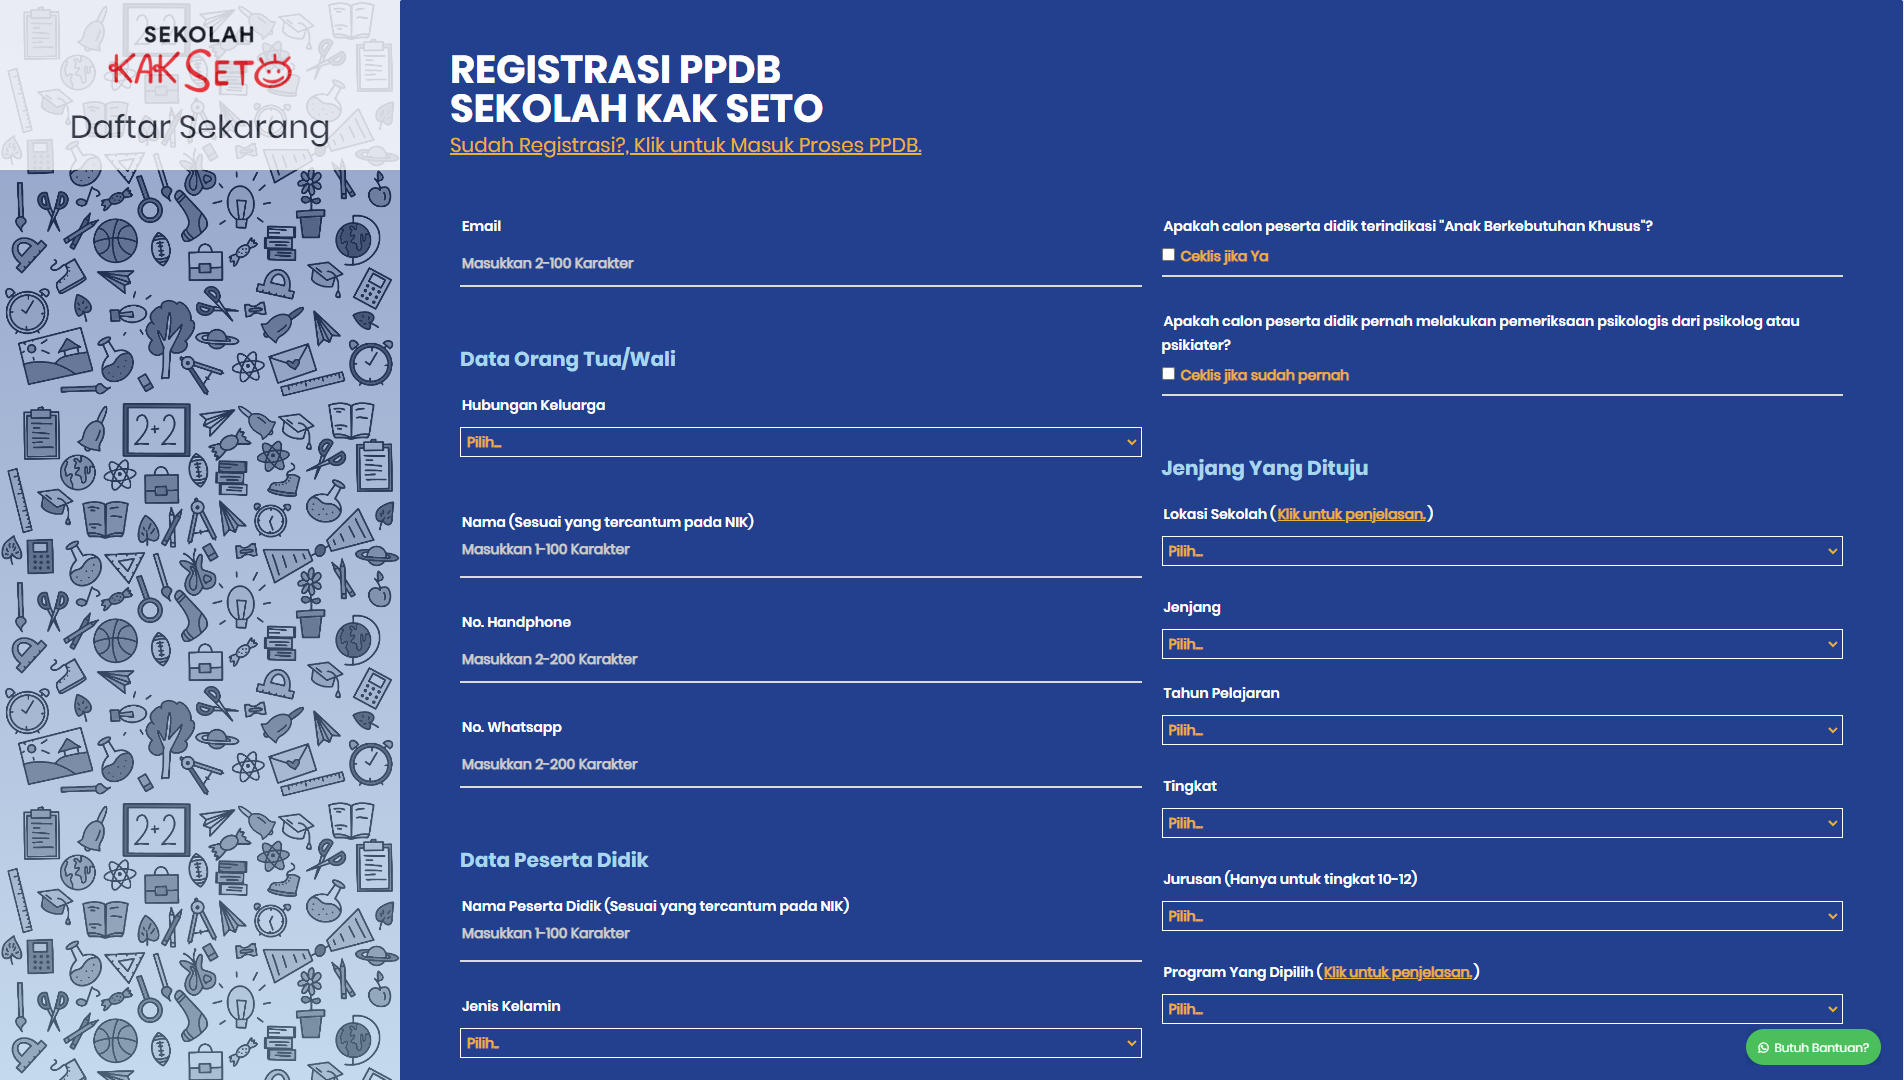 SEKOLAH
KAK SETO
Daftar Sekarang
REGISTRASI PPDB
SEKOLAH KAK SETO
Sudah Registrasi?, Klik untuk Masuk Proses PPDB.
Email
Masukkan 2-100 Karakter
Data Orang Tua/Wali
Hubungan Keluarga
Pilih...
Nama (Sesuai yang tercantum pada NIK)
Masukkan 1-100 Karakter
No. Handphone
Masukkan 2-200 Karakter
No. Whatsapp
Masukkan 2-200 Karakter
Data Peserta Didik
Nama Peserta Didik (Sesuai yang tercantum pada NIK)
Masukkan 1-100 Karakter
Jenis Kelamin
Pilih..
Apakah calon peserta didik terindikasi "Anak Berkebutuhan Khusus"?
Ceklis jika Ya
Apakah calon peserta didik pernah melakukan pemeriksaan psikologis dari psikolog atau
psikiater?
Ceklis jika sudah pernah
Jenjang Yang Dituju
Lokasi Sekolah (Klik untuk penjelasan.)
Pilih...
Jenjang
Pilih...
Tahun Pelajaran
Pilih...
Tingkat
Pilih...
Jurusan (Hanya untuk tingkat 10-12)
Pilih...
Program Yang Dipilih (Klik untuk penjelasan.)
Pilih...
Butuh Bantuan?
2+2
2+2